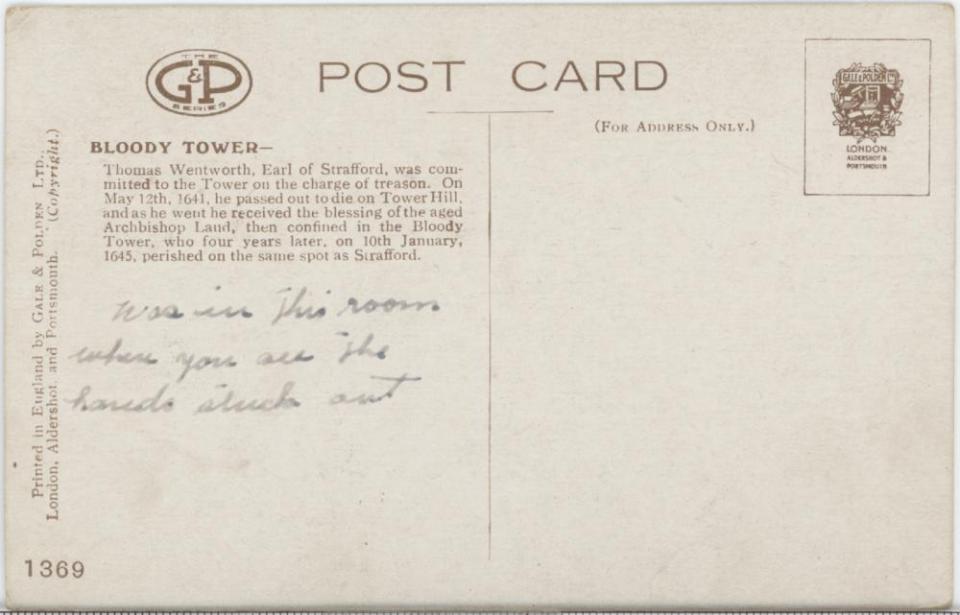 THE
G&P
SERIES
POST CARD
(FOR ADDRESS ONLY.)
GALE & POLDEN LTD
LONDON
ALDERSHOT &
PORTSMOUTH
BLOODY TOWER—
Thomas Wentworth, Earl of Strafford, was com-
mitted to the Tower on the charge of treason. On
May 12th, 1641, he passed out to die on Tower Hill,
and as he went he received the blessing of the aged
Archbishop Laud, then confined in the Bloody
Tower, who four years later, on 10th January,
1645, perished on the same spot as Strafford.
was in this room
when you see the
hands stuck out
Printed in England by GALE & POLDEN LTD.,
London, Aldershot, and Portsmouth. (Copyright.)
1369